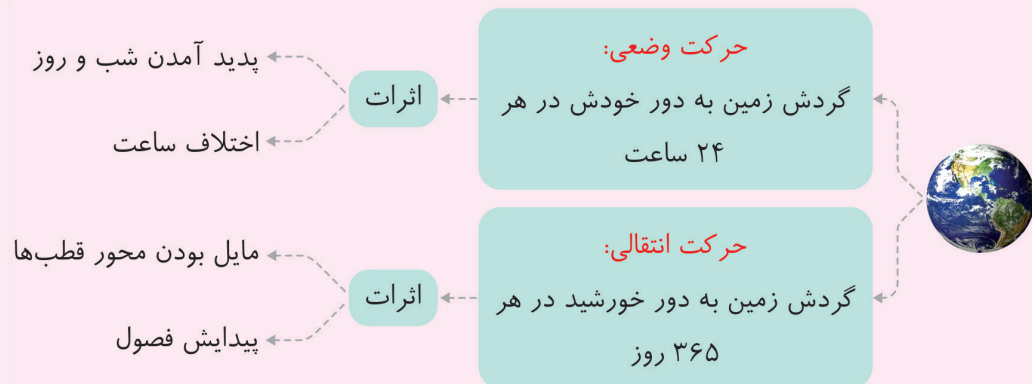 حرکت وضعی:
گردش زمین به دور خودش در هر
۲۴ ساعت
اثرات
پدید آمدن شب و روز
اختلاف ساعت
حرکت انتقالی:
گردش زمین به دور خورشید در هر
۳۶۵ روز
اثرات
مایل بودن محور قطب‌ها
پیدایش فصول